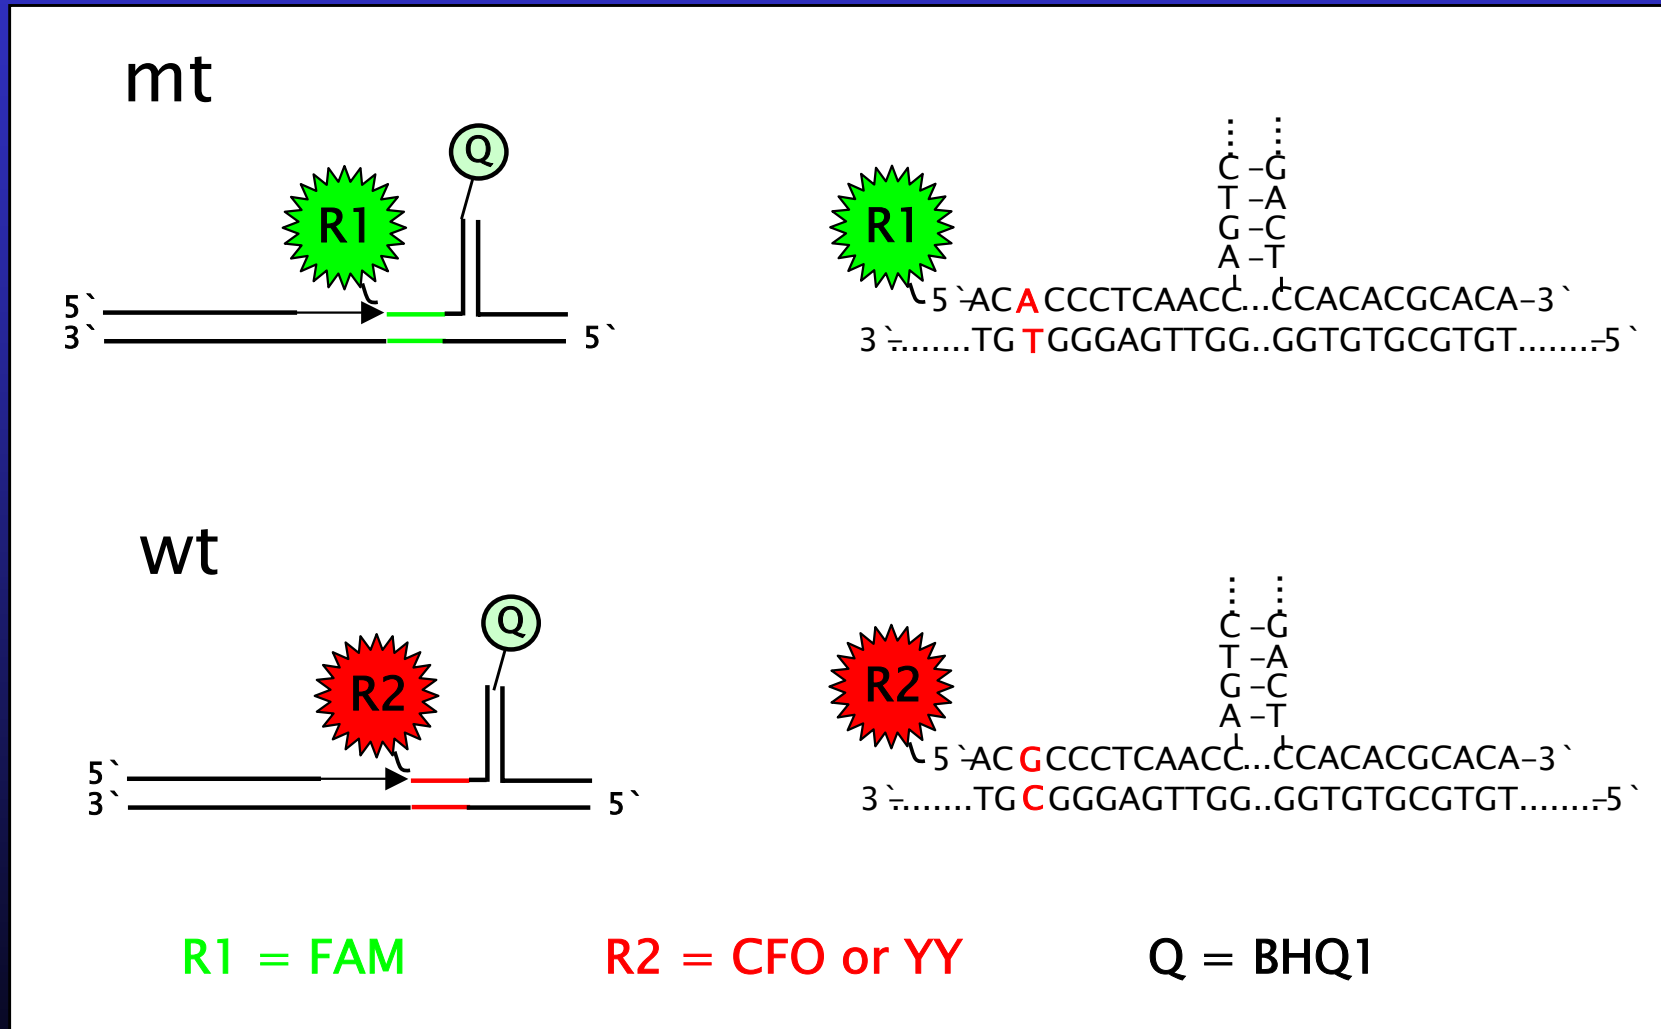 mt
Q
R1
5` 
3` 5`
⋮ ⋮
C –G
T –A
G –C
A –T
R1
5`–ACACCCTCAACC...CCACACGCACA–3`
3`–.......TGTGGGAGTTGG..GGTGTGCGTGT........–5`
wt
Q
R2
5`
3` 5`
⋮ ⋮
C –G
T –A
G –C
A –T
R2
5`–ACGCCCTCAACC...CCACACGCACA–3`
3`–.......TGCGGGAGTTGG..GGTGTGCGTGT........–5`
R1 = FAM R2 = CFO or YY Q = BHQ1